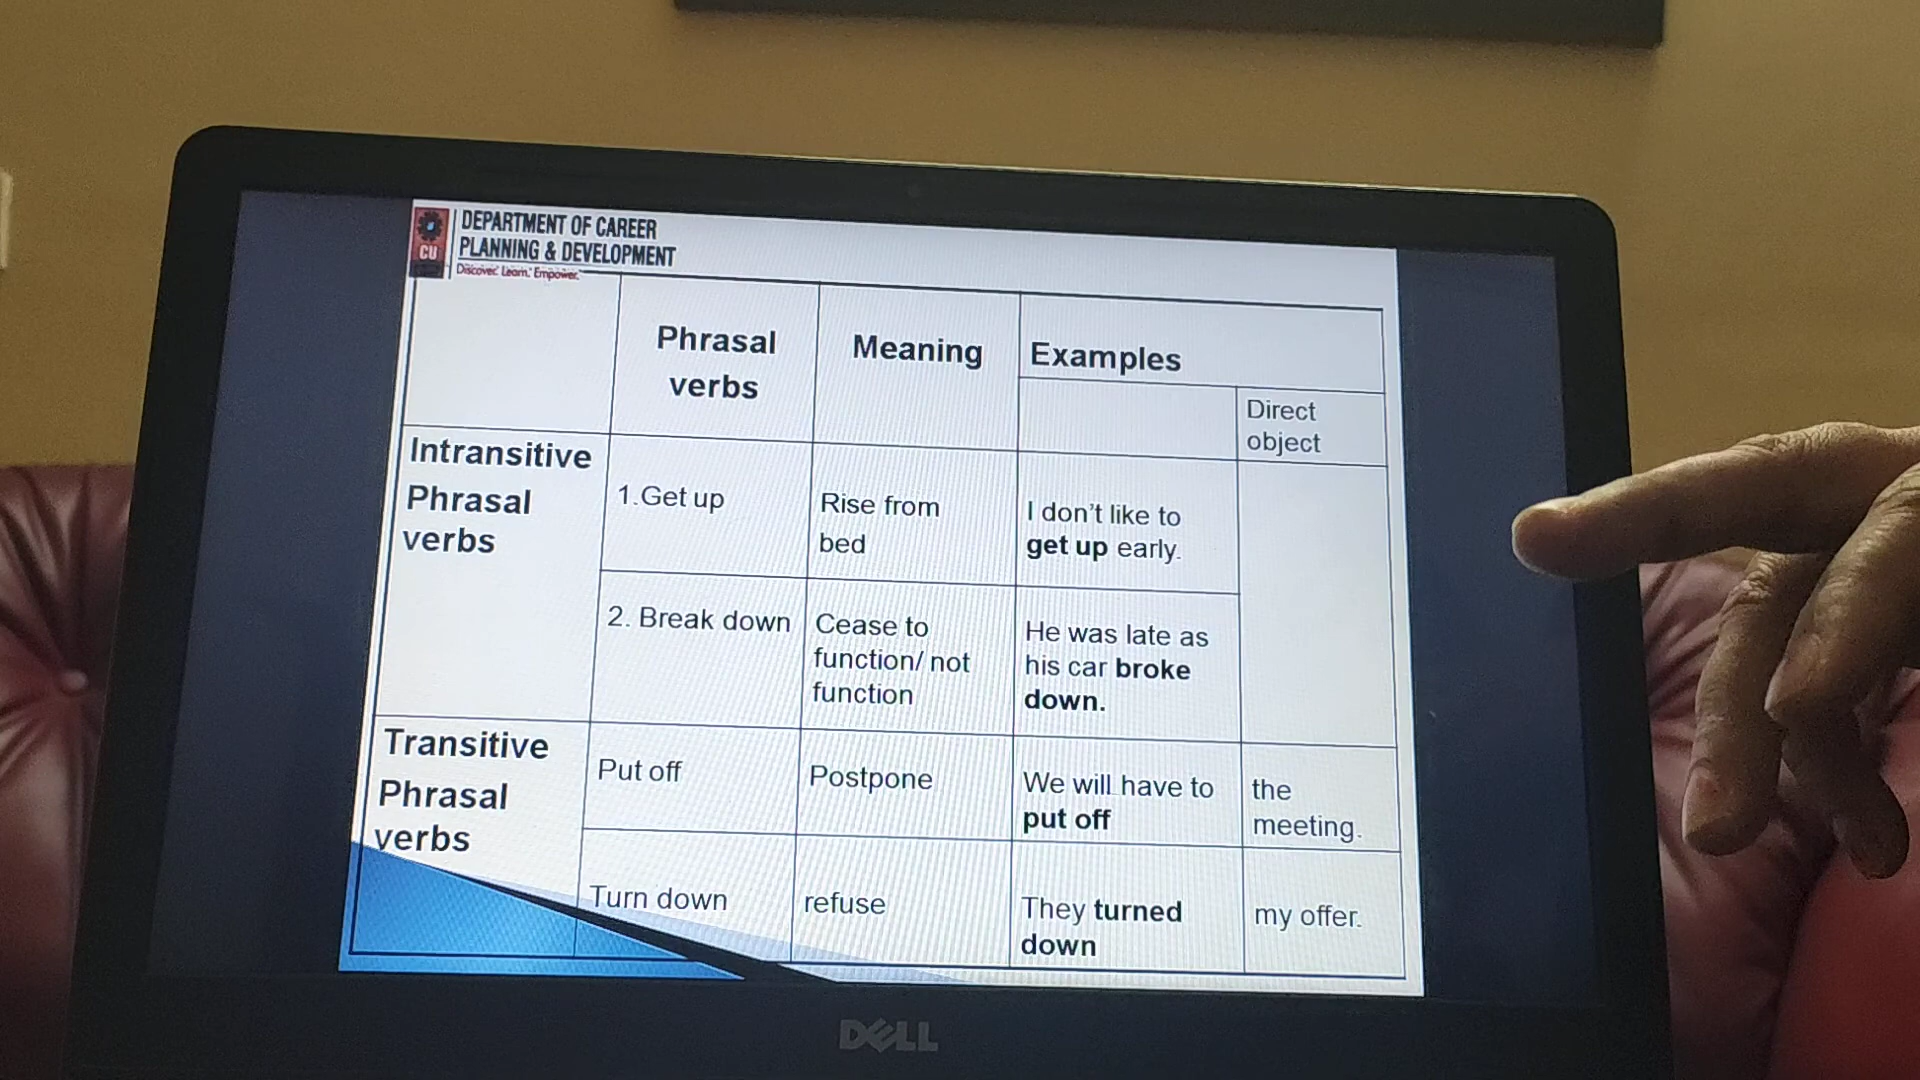 DEPARTMENT OF CAREER
PLANNING & DEVELOPMENT
CU
Discover. Learn. Empower.
Phrasal
verbs
Meaning
Examples
Direct
object
Intransitive
Phrasal
verbs
1.Get up
Rise from
bed
I don't like to
get up early.
2. Break down
Cease to
function/ not
function
He was late as
his car broke
down.
Transitive
Phrasal
verbs
Put off
Postpone
We will have to
put off
the
meeting.
Turn down
refuse
They turned
down
my offer.
DELL